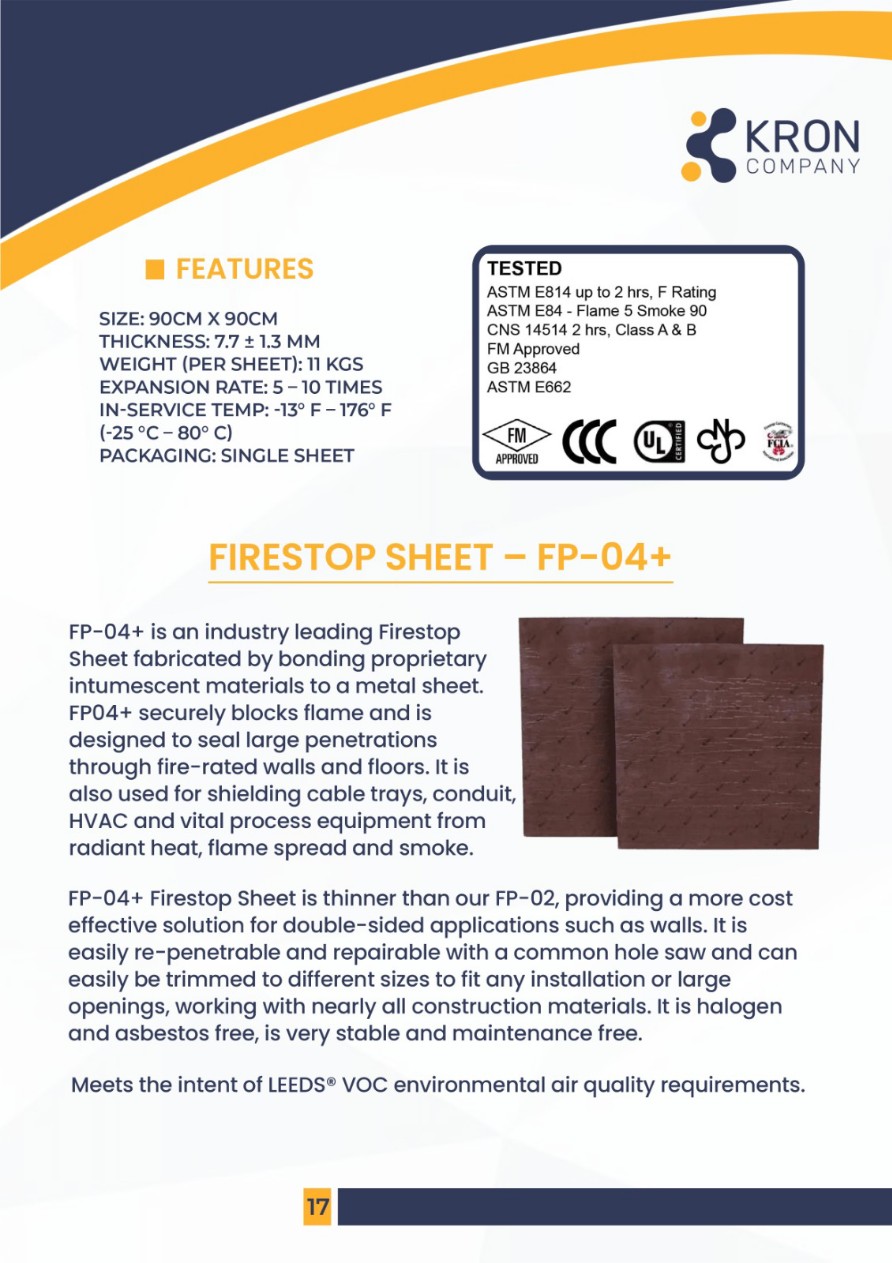 KRON
COMPANY
FEATURES
SIZE: 90CM X 90CM
THICKNESS: 7.7 ± 1.3 MM
WEIGHT (PER SHEET): 11 KGS
EXPANSION RATE: 5 – 10 TIMES
IN-SERVICE TEMP: -13° F – 176° F
(-25 °C – 80° C)
PACKAGING: SINGLE SHEET
TESTED
ASTM E814 up to 2 hrs, F Rating
ASTM E84 - Flame 5 Smoke 90
CNS 14514 2 hrs, Class A & B
FM Approved
GB 23864
ASTM E662
FM
APPROVED
CCC
UL
CERTIFIED
FCIA
FIRESTOP SHEET – FP-04+
FP-04+ is an industry leading Firestop
Sheet fabricated by bonding proprietary
intumescent materials to a metal sheet.
FP04+ securely blocks flame and is
designed to seal large penetrations
through fire-rated walls and floors. It is
also used for shielding cable trays, conduit,
HVAC and vital process equipment from
radiant heat, flame spread and smoke.
FP-04+ Firestop Sheet is thinner than our FP-02, providing a more cost
effective solution for double-sided applications such as walls. It is
easily re-penetrable and repairable with a common hole saw and can
easily be trimmed to different sizes to fit any installation or large
openings, working with nearly all construction materials. It is halogen
and asbestos free, is very stable and maintenance free.
Meets the intent of LEEDS® VOC environmental air quality requirements.
17